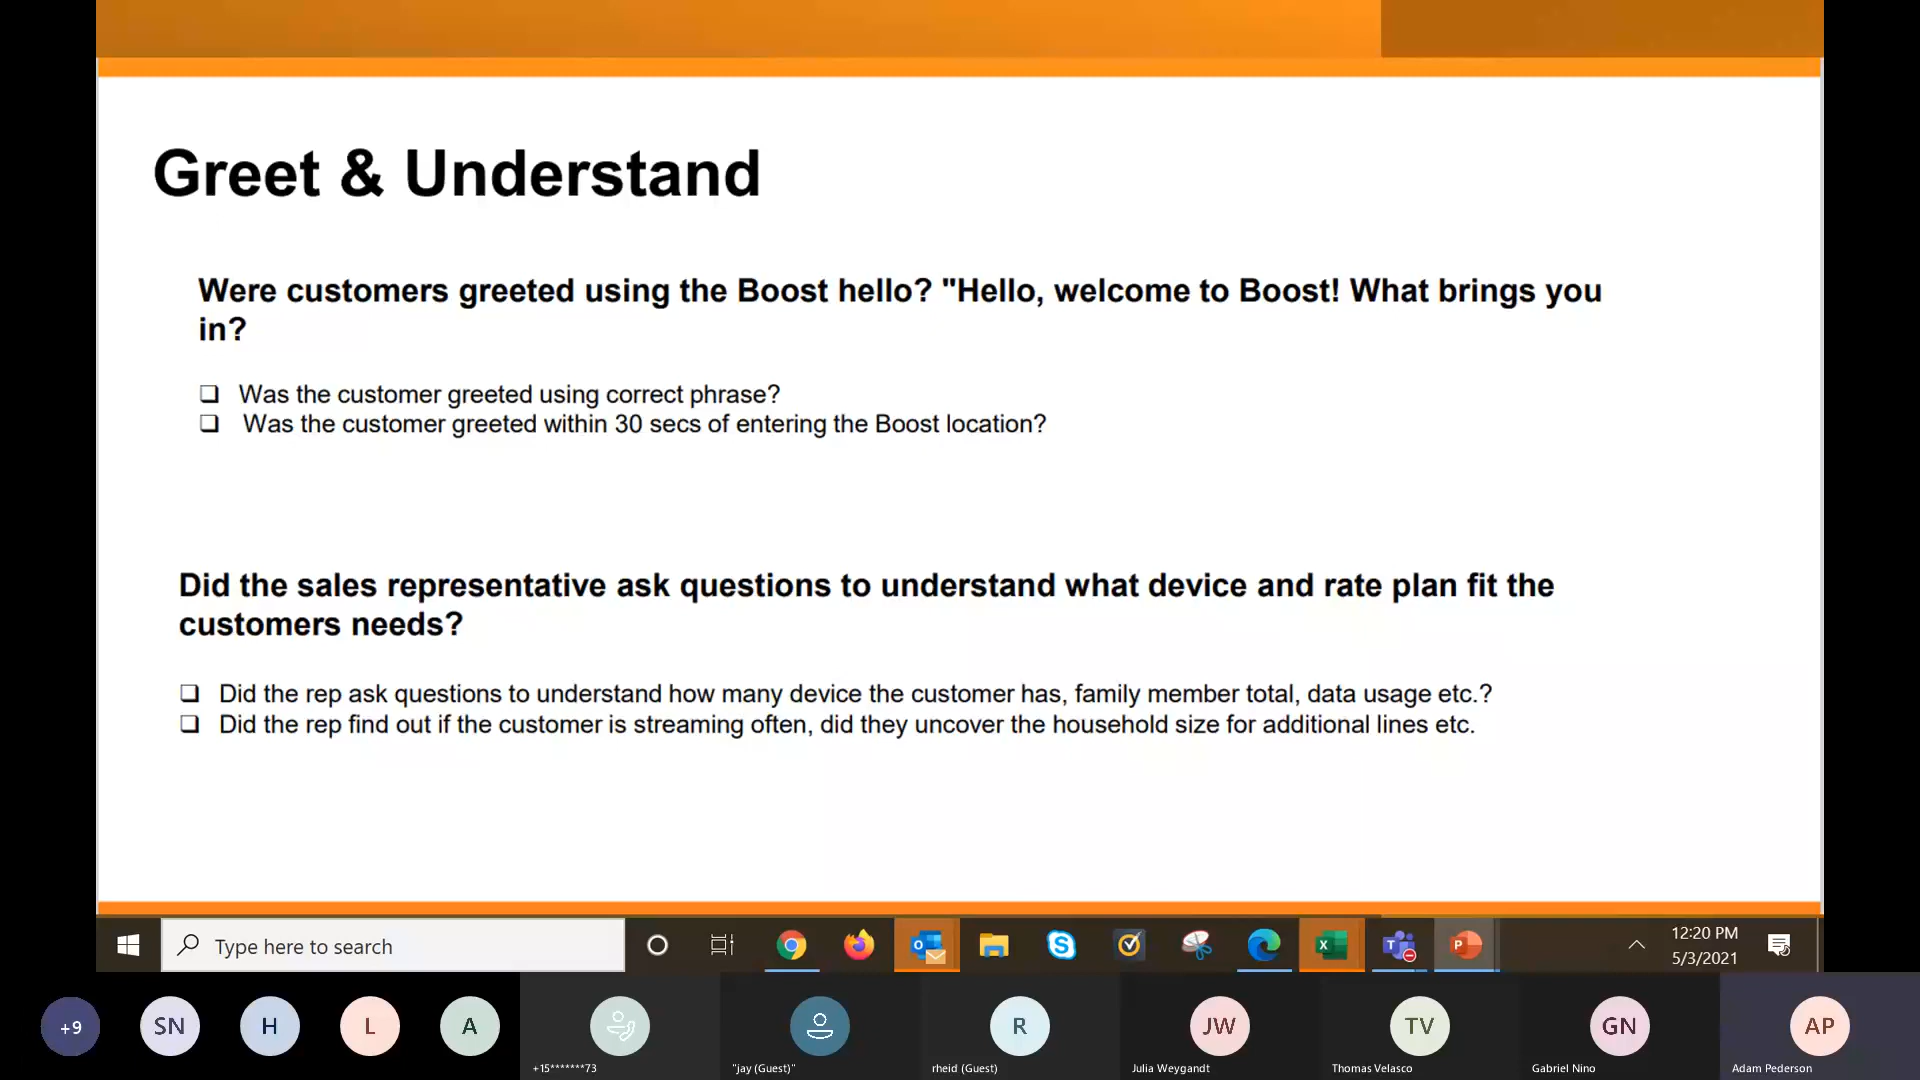 Greet & Understand
Were customers greeted using the Boost hello? "Hello, welcome to Boost! What brings you
in?
❑ Was the customer greeted using correct phrase?
❑ Was the customer greeted within 30 secs of entering the Boost location?
Did the sales representative ask questions to understand what device and rate plan fit the
customers needs?
❑ Did the rep ask questions to understand how many device the customer has, family member total, data usage etc.?
❑ Did the rep find out if the customer is streaming often, did they uncover the household size for additional lines etc.
Type here to search
12:20 PM
5/3/2021
+9 SN H L A R JW TV GN AP
+15*******73 "jay (Guest)" rheid (Guest) Julia Weygandt Thomas Velasco Gabriel Nino Adam Pederson